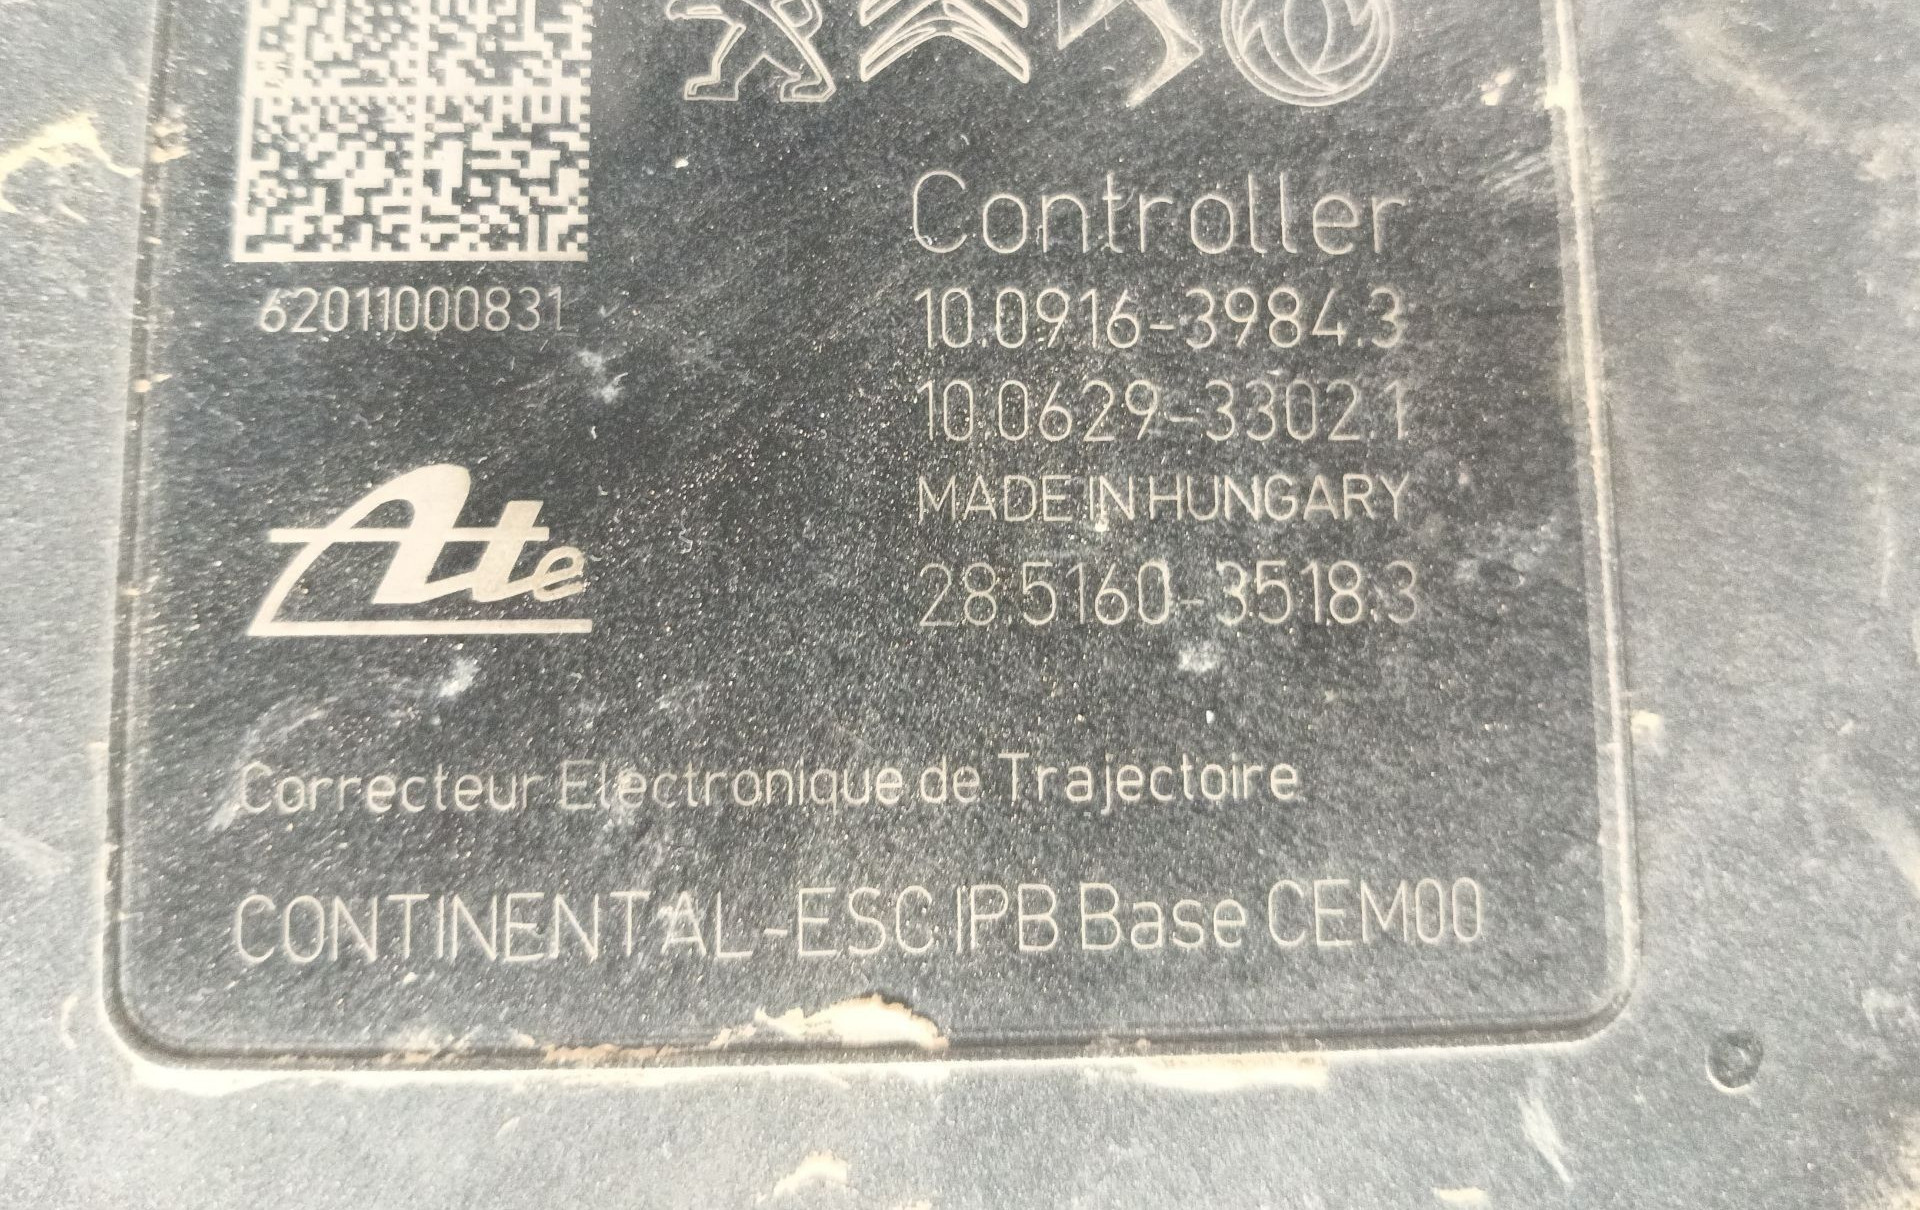 Controller
62011000831
10.0916-3984.3
10.0629-3302.1
MADE IN HUNGARY
Ate
28.5160-3518.3
Correcteur Electronique de Trajectoire
CONTINENTAL-ESC IPB Base CEM00